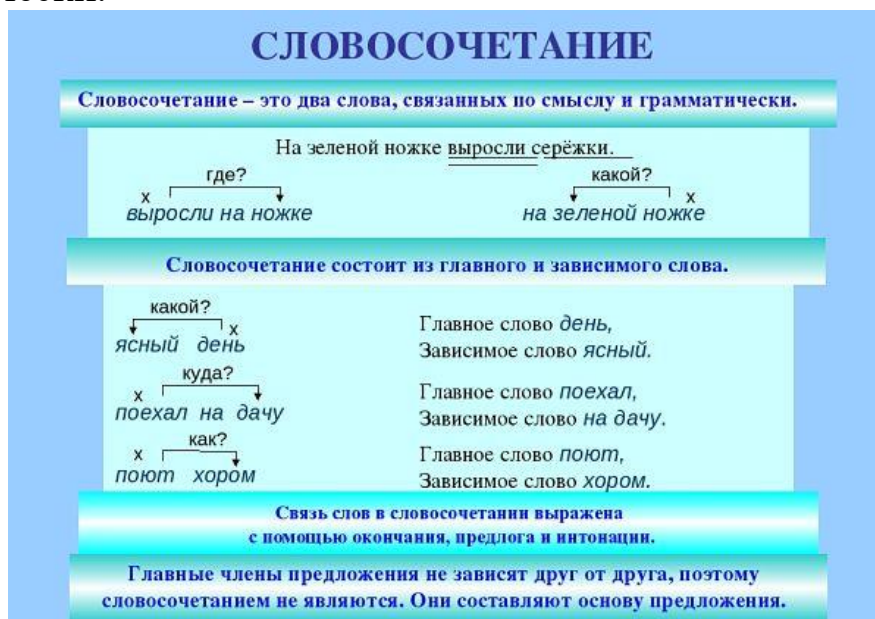 СЛОВОСОЧЕТАНИЕ
Словосочетание – это два слова, связанных по смыслу и грамматически.
На зеленой ножке выросли серёжки.
где?
какой?
х
х
выросли на ножке
на зеленой ножке
Словосочетание состоит из главного и зависимого слова.
какой?
х
ясный день
Главное слово день,
Зависимое слово ясный.
куда?
х
поехал на дачу
Главное слово поехал,
Зависимое слово на дачу.
как?
х
поют хором
Главное слово поют,
Зависимое слово хором.
Связь слов в словосочетании выражена
с помощью окончания, предлога и интонации.
Главные члены предложения не зависят друг от друга, поэтому
словосочетанием не являются. Они составляют основу предложения.